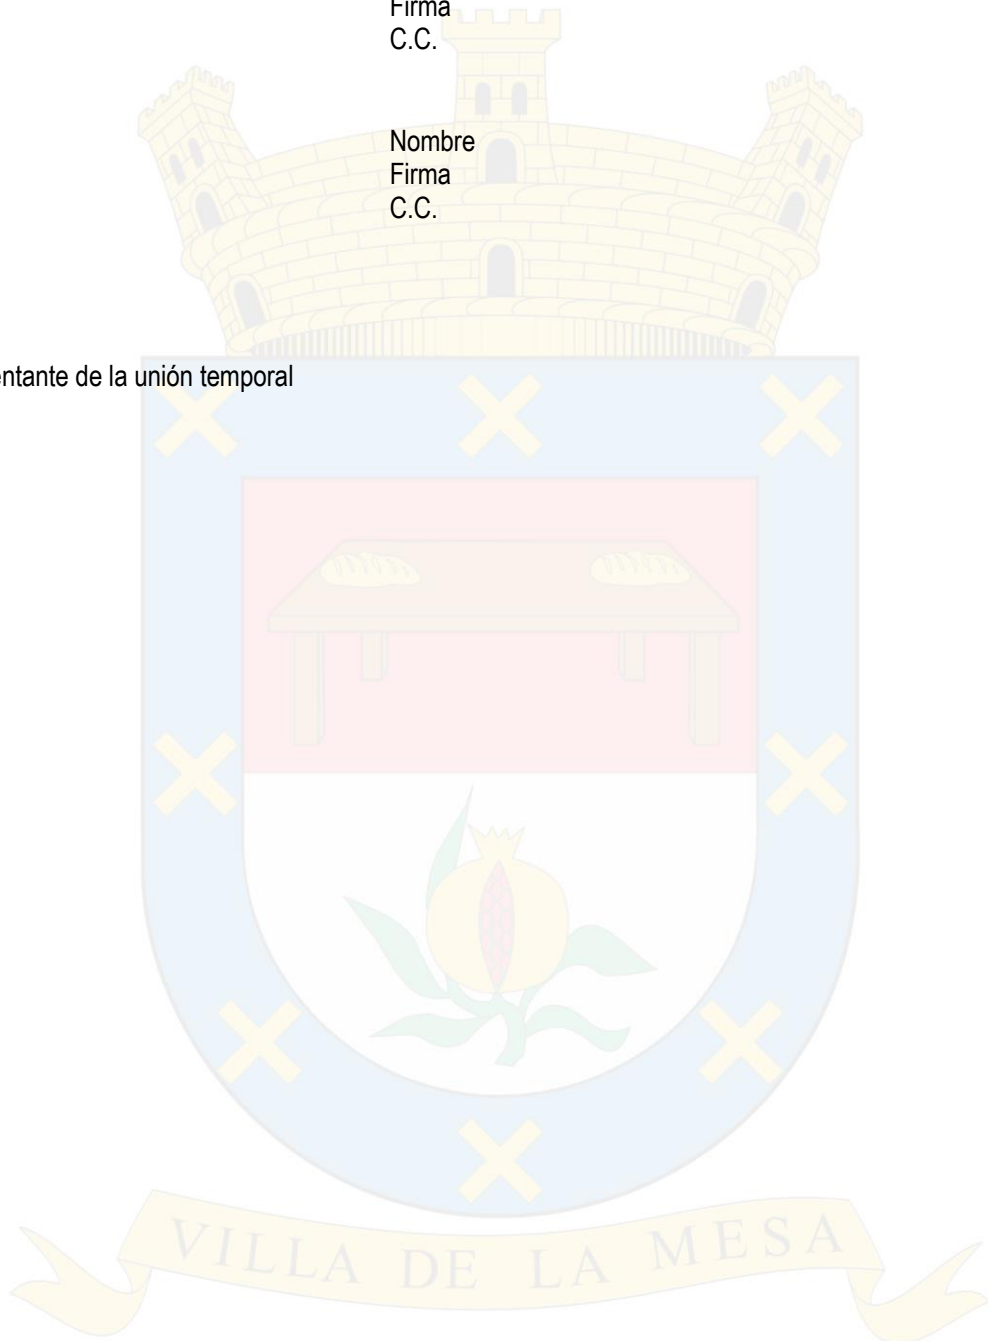 Firma
C.C.
Nombre
Firma
C.C.
entante de la unión temporal
VILLA DE LA MESA